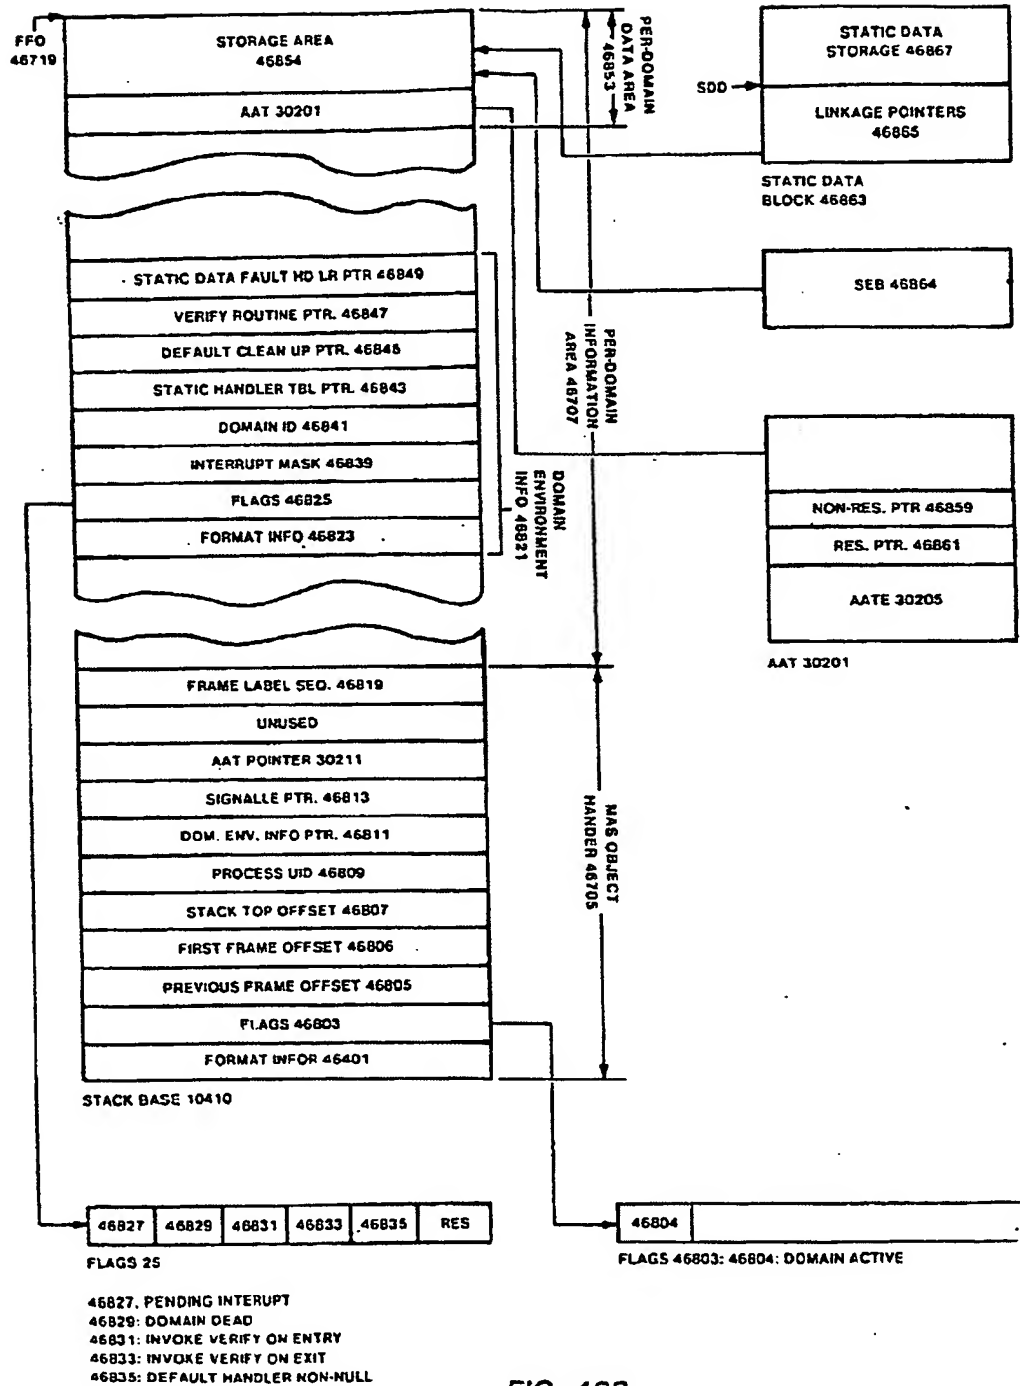 FFO
46719
STORAGE AREA
46854
AAT 30201
PER-DOMAIN
DATA AREA
46853
STATIC DATA
STORAGE 46867
SDD
LINKAGE POINTERS
46865
STATIC DATA
BLOCK 46863
STATIC DATA FAULT HD LR PTR 46849
VERIFY ROUTINE PTR. 46847
DEFAULT CLEAN UP PTR. 46845
STATIC HANDLER TBL PTR. 46843
DOMAIN ID 46841
INTERRUPT MASK 46839
FLAGS 46825
FORMAT INFO 46823
DOMAIN
ENVIRONMENT
INFO 46821
PER-DOMAIN
INFORMATION
AREA 46707
SEB 46864
NON-RES. PTR 46859
RES. PTR. 46861
AATE 30205
AAT 30201
FRAME LABEL SEQ. 46819
UNUSED
AAT POINTER 30211
SIGNALLE PTR. 46813
DOM. ENV. INFO PTR. 46811
PROCESS UID 46809
STACK TOP OFFSET 46807
FIRST FRAME OFFSET 46806
PREVIOUS FRAME OFFSET 46805
FLAGS 46803
FORMAT INFOR 46401
STACK BASE 10410
MAS OBJECT
HANDER 46705
46827 46829 46831 46833 46835 RES
FLAGS 25
46804
FLAGS 46803: 46804: DOMAIN ACTIVE
46827. PENDING INTERUPT
46829: DOMAIN DEAD
46831: INVOKE VERIFY ON ENTRY
46833: INVOKE VERIFY ON EXIT
46835: DEFAULT HANDLER NON-NULL
FIG.